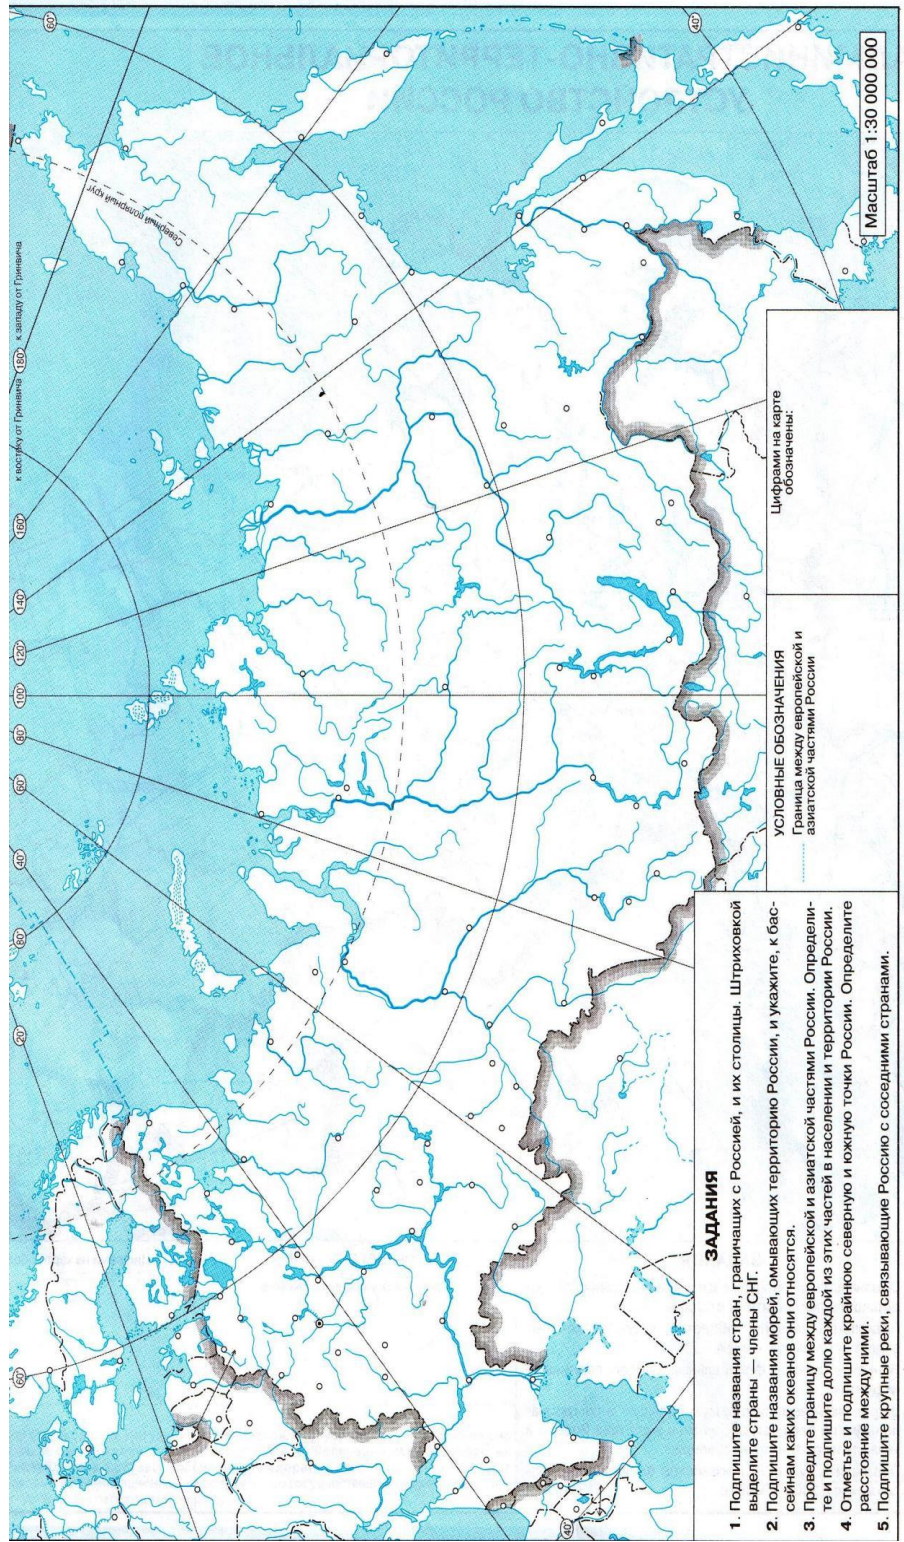 к востоку от Гринвича
к западу от Гринвича
60°
180°
160°
140°
120°
100°
80°
60°
40°
80°
20°
60°
40°
40°
Северный полярный круг
Масштаб 1:30 000 000
ЗАДАНИЯ
1. Подпишите названия стран, граничащих с Россией, и их столицы. Штриховкой
выделите страны — члены СНГ.
2. Подпишите названия морей, омывающих территорию России, и укажите, к бас-
сейнам каких океанов они относятся.
3. Проведите границу между европейской и азиатской частями России. Определи-
те и подпишите долю каждой из этих частей в населении и территории России.
4. Отметьте и подпишите крайнюю северную и южную точки России. Определите
расстояние между ними.
5. Подпишите крупные реки, связывающие Россию с соседними странами.
УСЛОВНЫЕ ОБОЗНАЧЕНИЯ
Граница между европейской и
азиатской частями России
Цифрами на карте
обозначены: